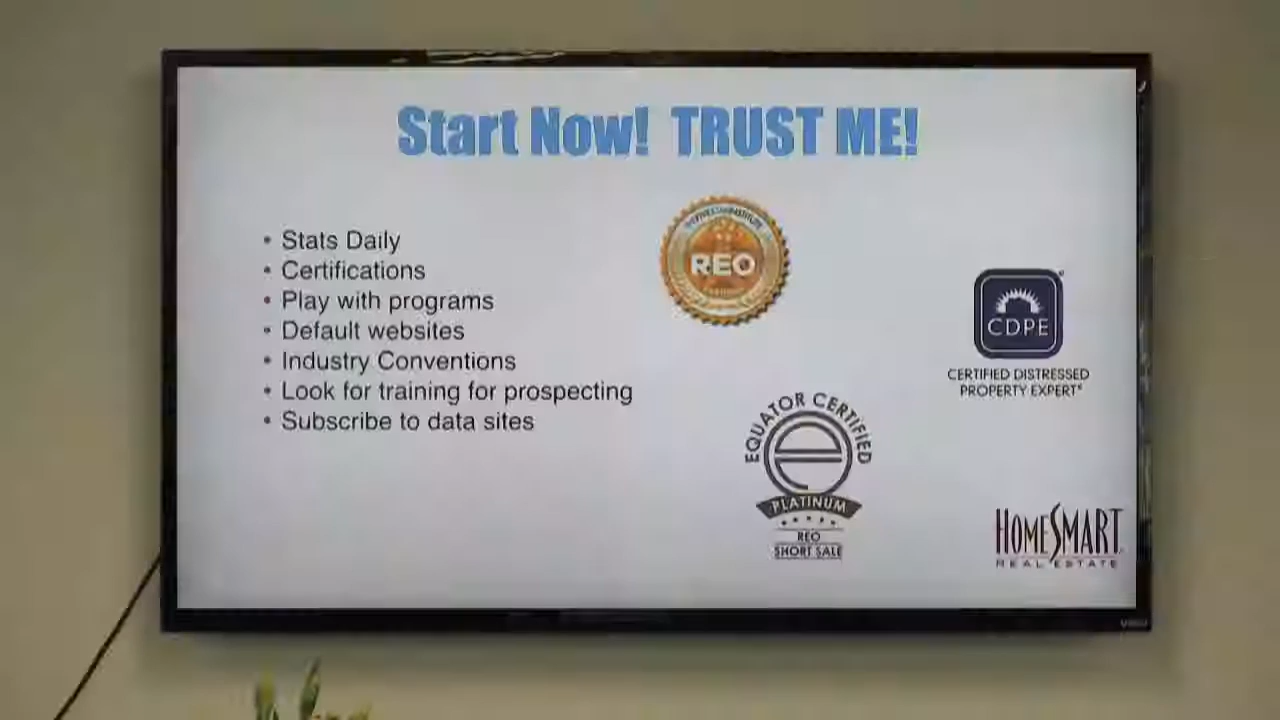 Start Now! TRUST ME!
• Stats Daily
• Certifications
• Play with programs
• Default websites
• Industry Conventions
• Look for training for prospecting
• Subscribe to data sites
REO
CDPE
CERTIFIED DISTRESSED
PROPERTY EXPERT®
EQUATOR CERTIFIED
PLATINUM
REO
SHORT SALE
HOMESMART
REAL ESTATE